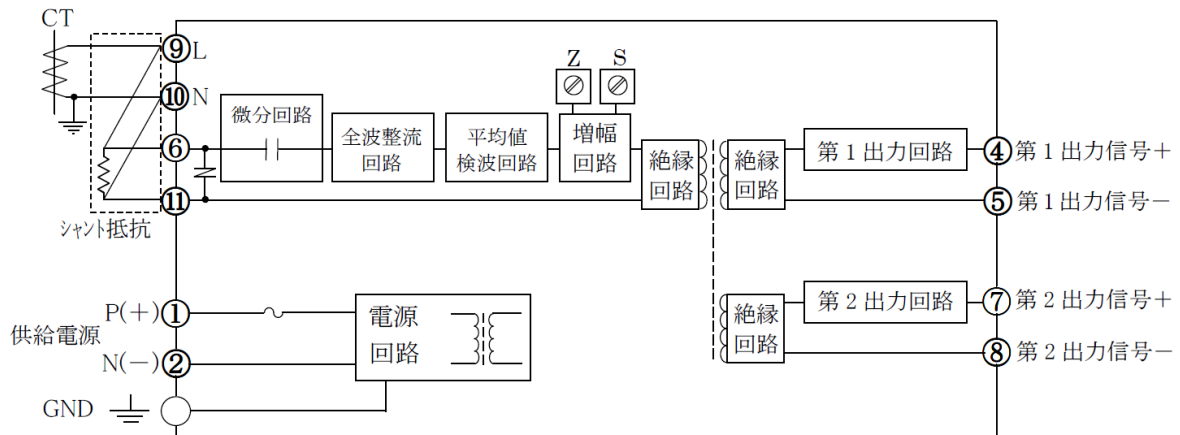 CT
⑨ L
⑩ N
⑥
⑪
シャント抵抗
微分回路
全波整流
回路
平均値
検波回路
Z
S
増幅
回路
絶縁
回路
絶縁
回路
第1出力回路
④ 第1出力信号+
⑤ 第1出力信号-
絶縁
回路
第2出力回路
⑦ 第2出力信号+
⑧ 第2出力信号-
供給電源
P(+) ①
N(-) ②
GND
電源
回路